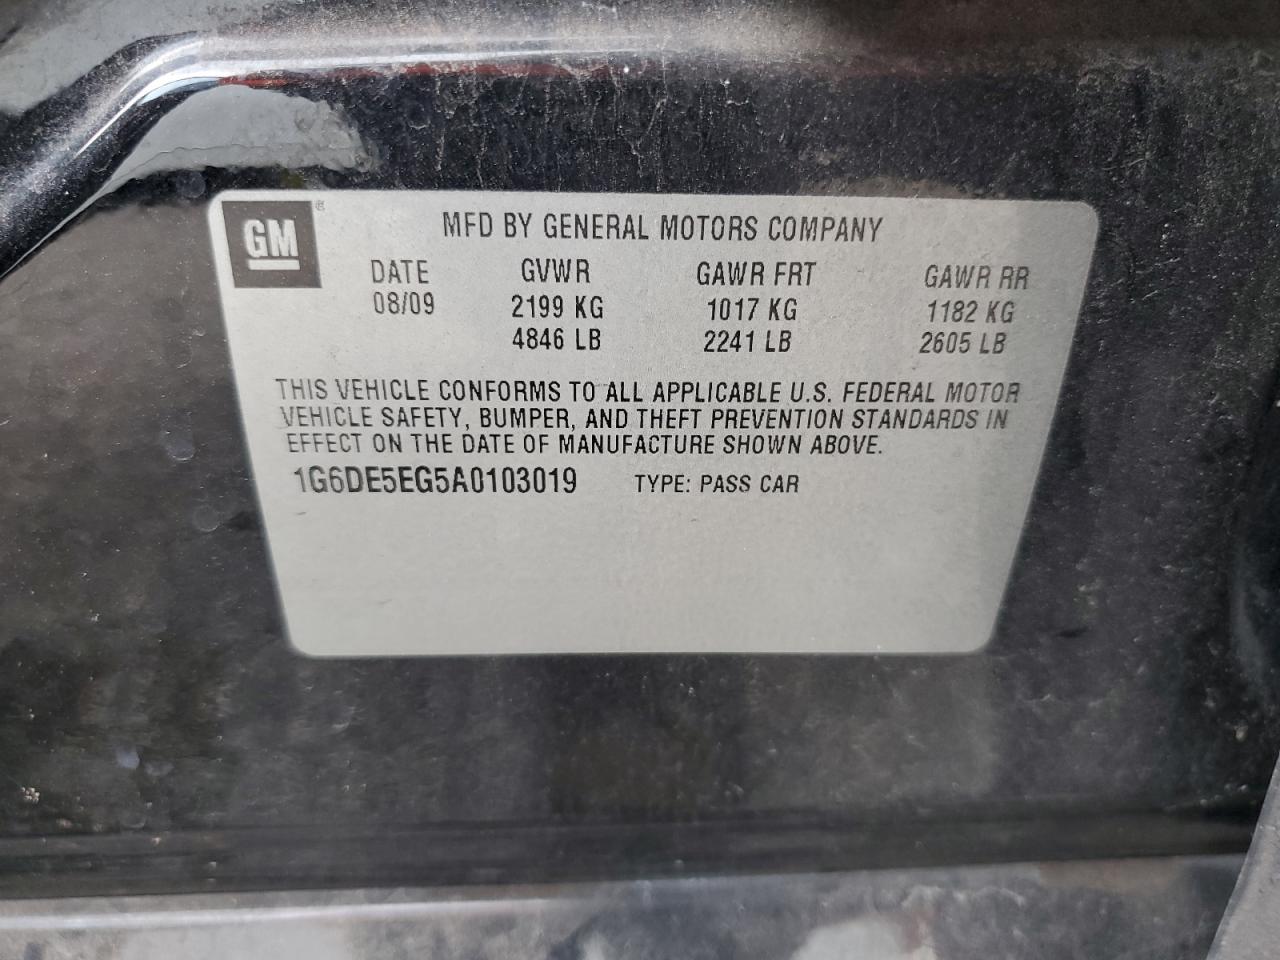 GM ®
MFD BY GENERAL MOTORS COMPANY
DATE GVWR GAWR FRT GAWR RR
08/09 2199 KG 1017 KG 1182 KG
4846 LB 2241 LB 2605 LB
THIS VEHICLE CONFORMS TO ALL APPLICABLE U.S. FEDERAL MOTOR
VEHICLE SAFETY, BUMPER, AND THEFT PREVENTION STANDARDS IN
EFFECT ON THE DATE OF MANUFACTURE SHOWN ABOVE.
1G6DE5EG5A0103019 TYPE: PASS CAR